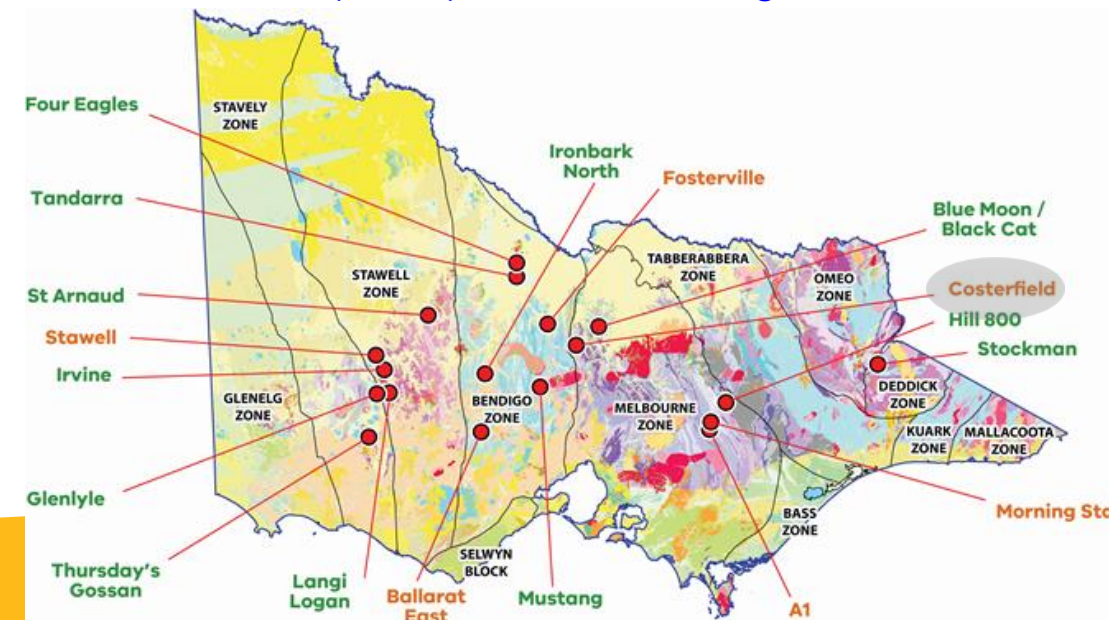 STAVELY
ZONE
Four Eagles
Ironbark
North
Fosterville
Tandarra
Blue Moon /
Black Cat
TABBERABBERA
ZONE
OMEO
ZONE
STAWELL
ZONE
Costerfield
St Arnaud
Hill 800
Stawell
Stockman
Irvine
DEDDICK
ZONE
GLENELG
ZONE
BENDIGO
ZONE
MELBOURNE
ZONE
KUARK
ZONE
MALLACOOTA
ZONE
Glenlyle
Morning
BASS
ZONE
SELWYN
BLOCK
Thursday's
Gossan
Langi
Logan
Ballarat
East
Mustang
A1